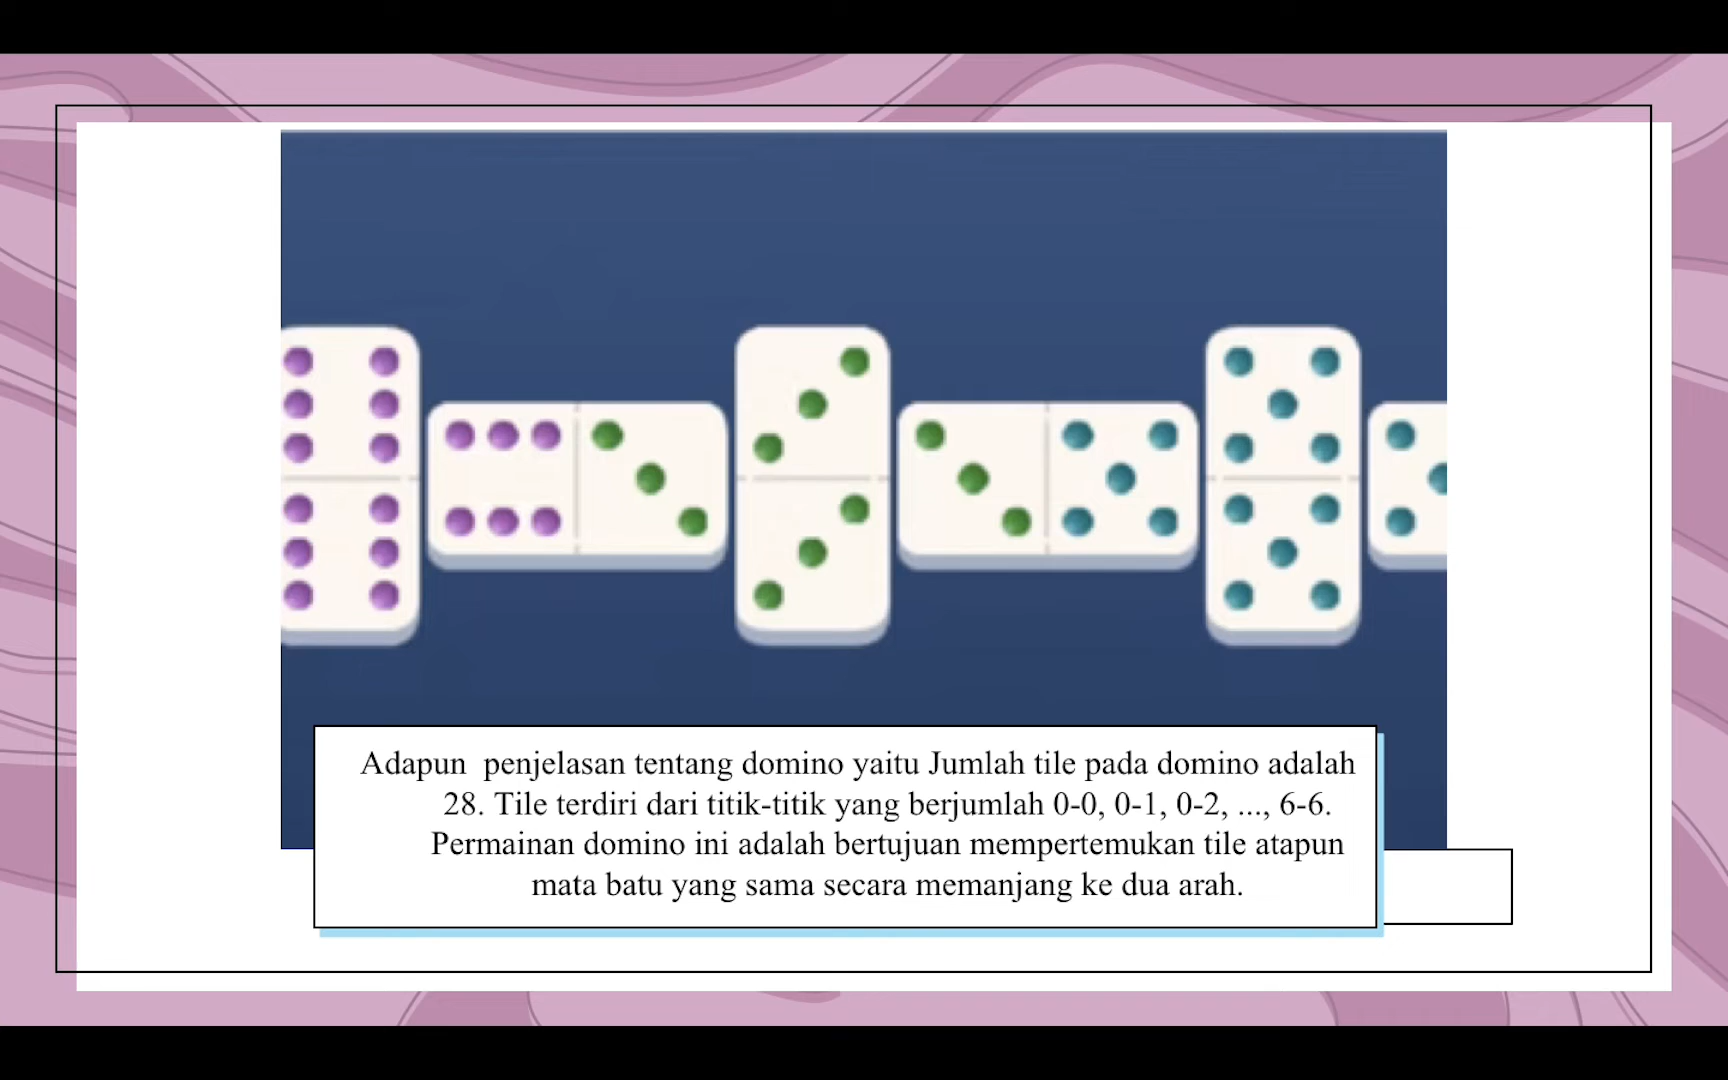 Adapun  penjelasan tentang domino yaitu Jumlah tile pada domino adalah
28. Tile terdiri dari titik-titik yang berjumlah 0-0, 0-1, 0-2, ..., 6-6.
Permainan domino ini adalah bertujuan mempertemukan tile atapun
mata batu yang sama secara memanjang ke dua arah.